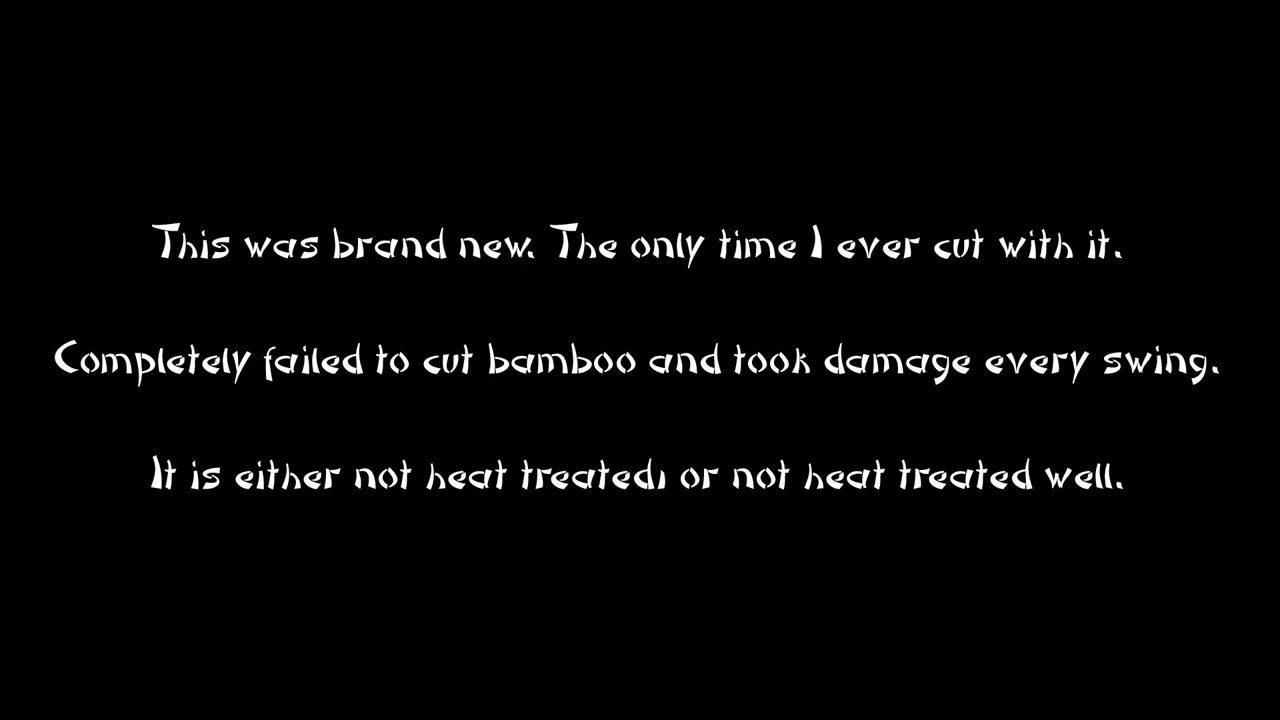 This was brand new. The only time I ever cut with it.
Completely failed to cut bamboo and took damage every swing.
It is either not heat treated, or not heat treated well.